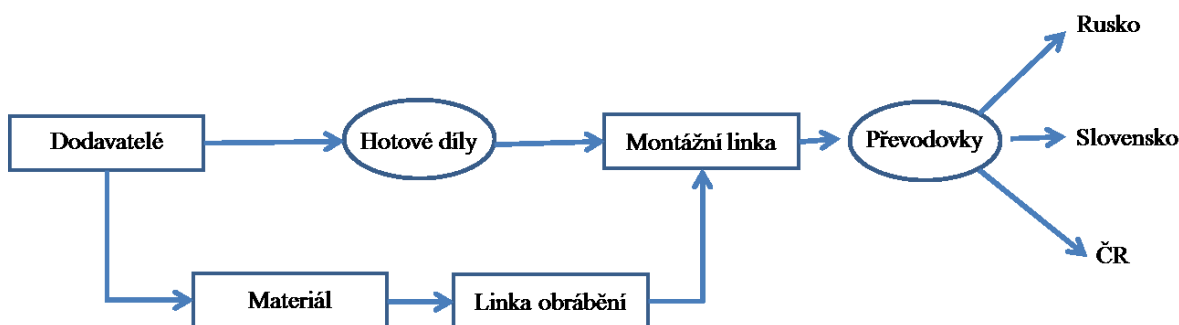 Rusko
Dodavatelé
Hotové díly
Montážní linka
Převodovky
Slovensko
ČR
Materiál
Linka obrábění